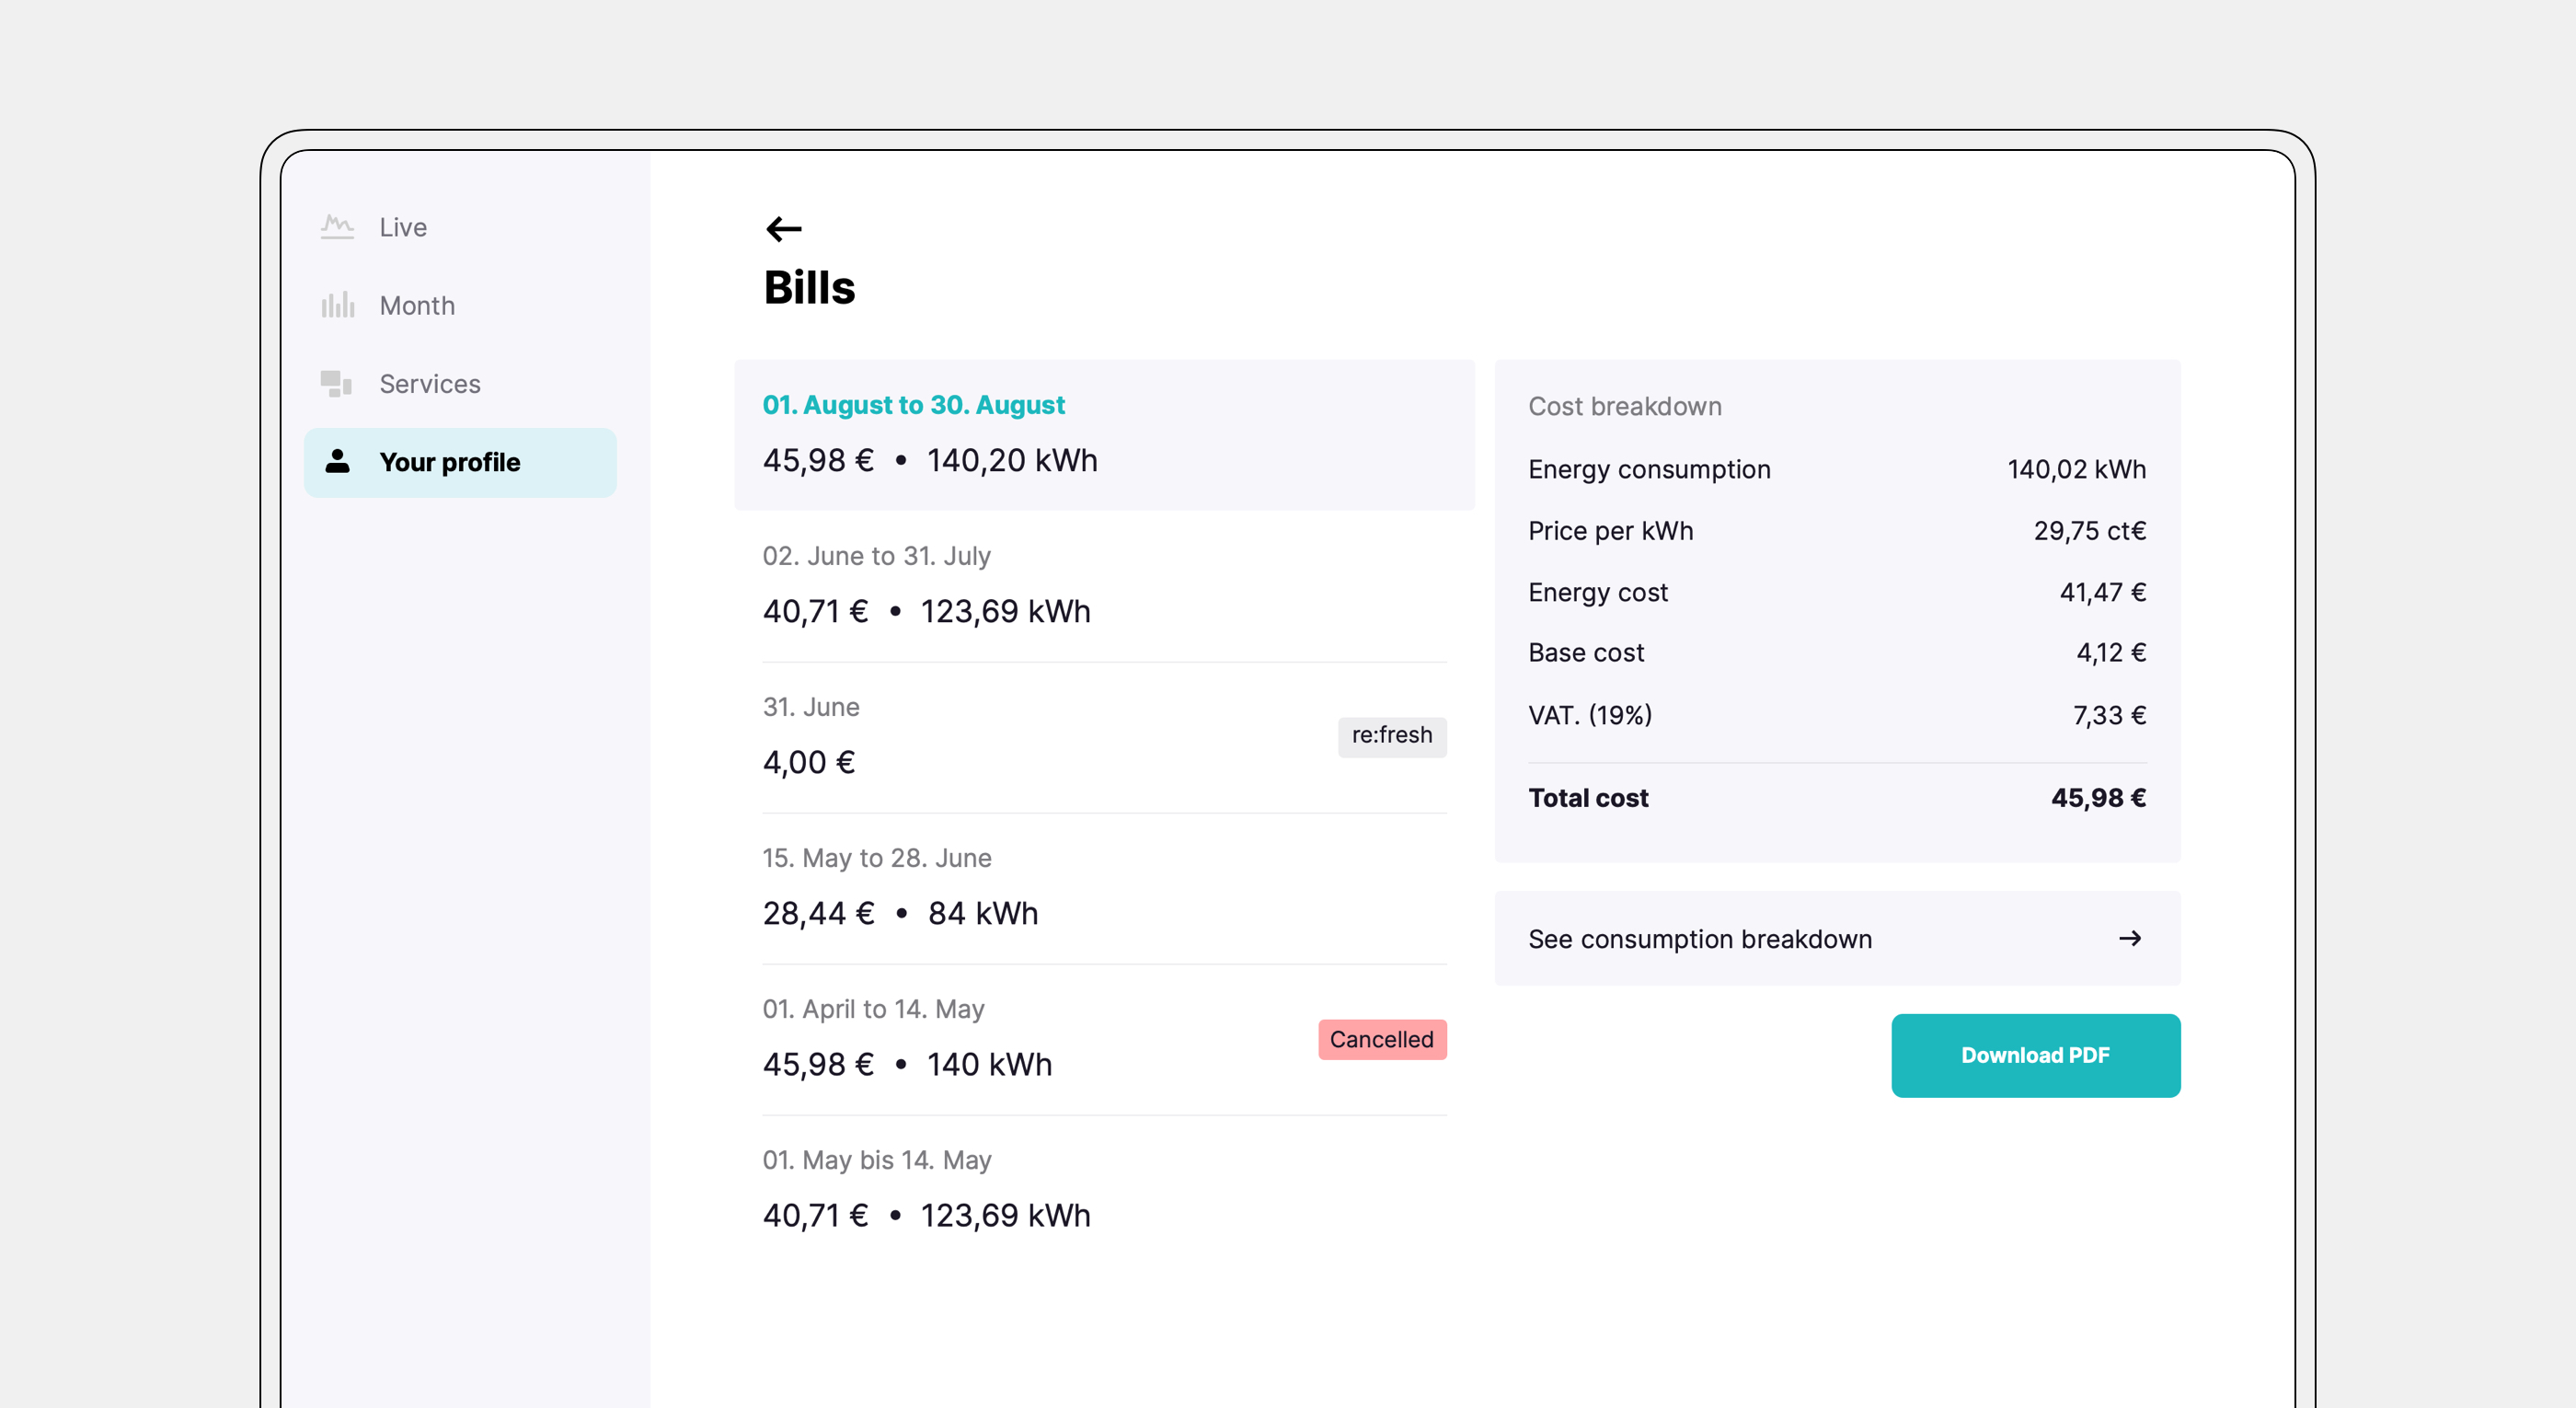 Live
Month
Services
Your profile
Bills
01. August to 30. August
45,98 € • 140,20 kWh
02. June to 31. July
40,71 € • 123,69 kWh
31. June
4,00 €
re:fresh
15. May to 28. June
28,44 € • 84 kWh
01. April to 14. May
45,98 € • 140 kWh
Cancelled
01. May bis 14. May
40,71 € • 123,69 kWh
Cost breakdown
Energy consumption 140,02 kWh
Price per kWh 29,75 ct€
Energy cost 41,47 €
Base cost 4,12 €
VAT. (19%) 7,33 €
Total cost 45,98 €
See consumption breakdown
Download PDF